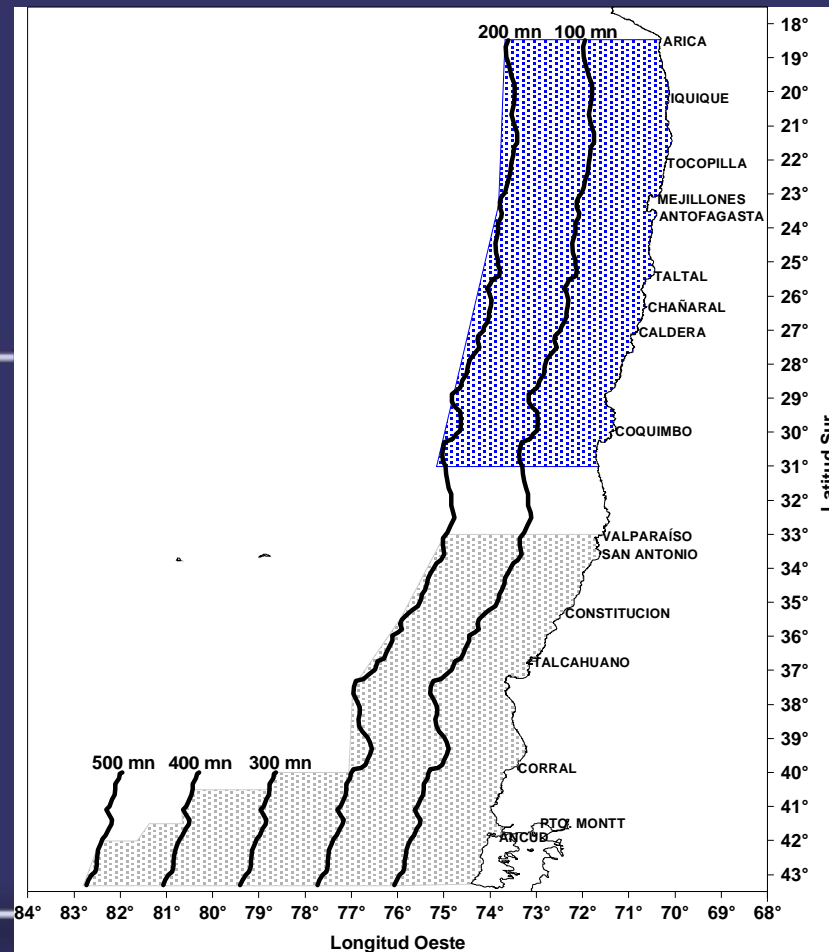 200 mn 100 mn
18°
ARICA
19°
20°
IQUIQUE
21°
22°
TOCOPILLA
23°
MEJILLONES
ANTOFAGASTA
24°
25°
TALTAL
26°
CHAÑARAL
27°
CALDERA
28°
29°
30°
COQUIMBO
31°
32°
33°
VALPARAÍSO
SAN ANTONIO
34°
35°
CONSTITUCION
36°
TALCAHUANO
37°
38°
39°
500 mn 400 mn 300 mn
CORRAL
40°
41°
PTO. MONTT
ANCUD
42°
43°
Latitud Sur
84° 83° 82° 81° 80° 79° 78° 77° 76° 75° 74° 73° 72° 71° 70° 69° 68°
Longitud Oeste